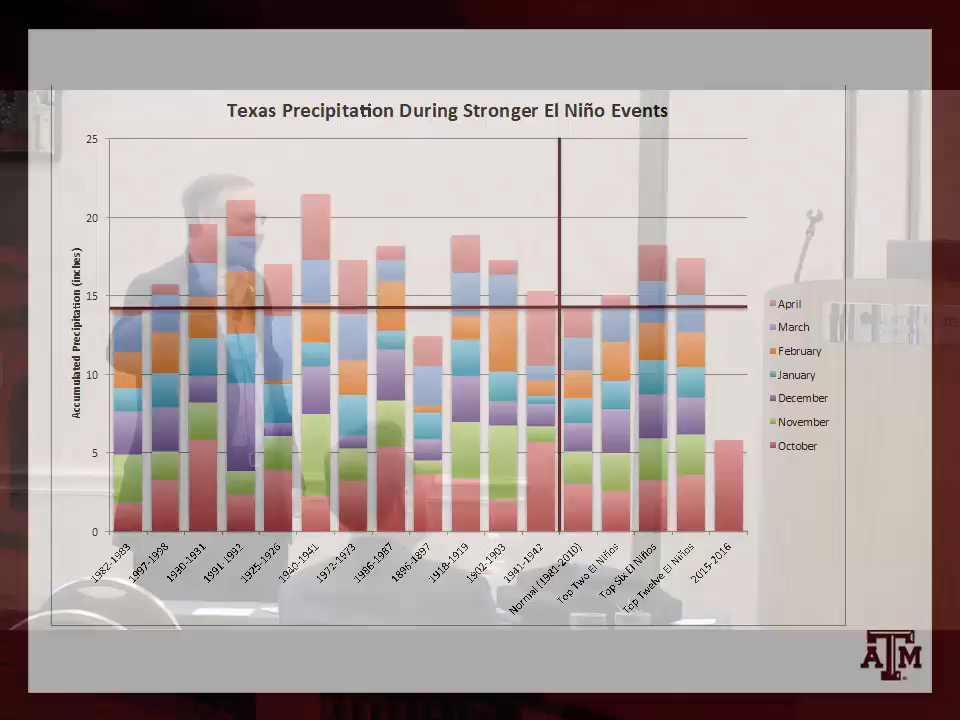 Texas Precipitation During Stronger El Niño Events
Accumulated Precipitation (inches)
25
20
15
10
5
0
1982-1983
1997-1998
1930-1931
1991-1992
1925-1926
1940-1941
1972-1973
1986-1987
1896-1897
1918-1919
1902-1903
1941-1942
Normal (1981-2010)
Top Two El Niños
Top Six El Niños
Top Twelve El Niños
2015-2016
April
March
February
January
December
November
October
ATM